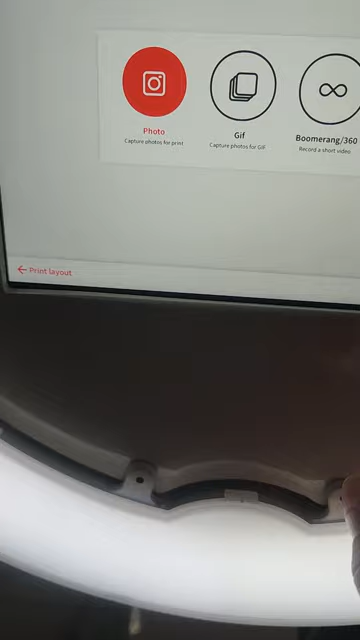 Photo
Capture photos for print
Gif
Capture photos for GIF
Boomerang/360
Record a short video
← Print layout